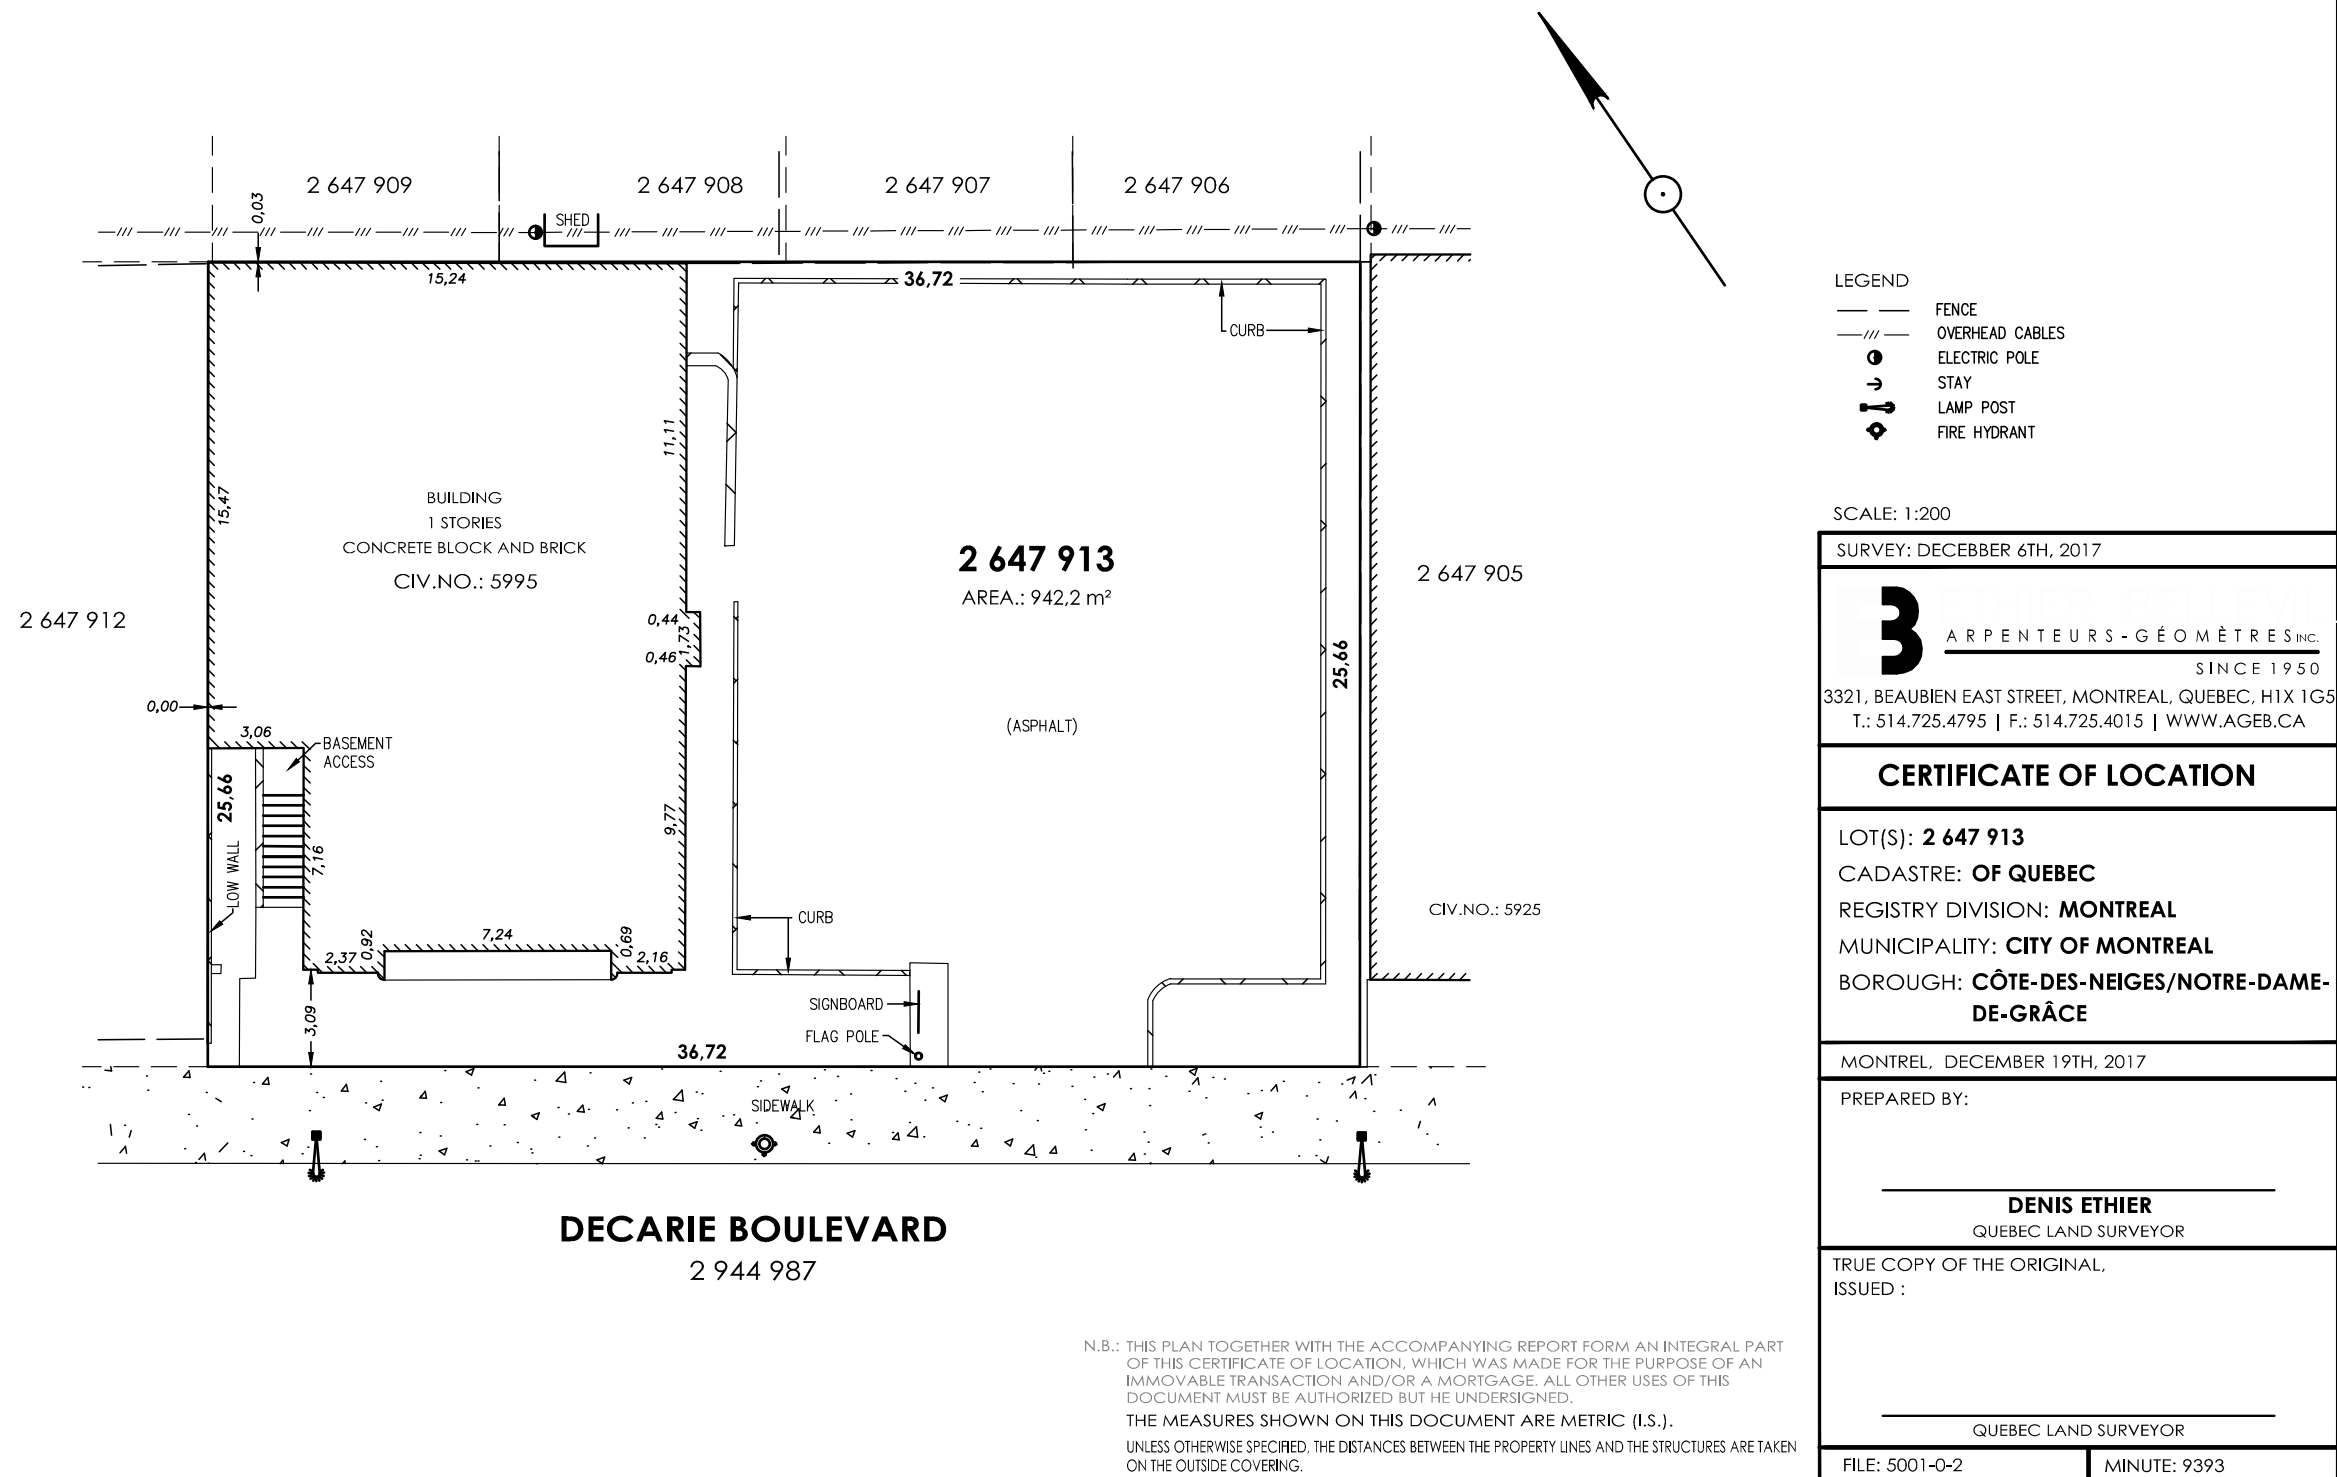 2 647 909
2 647 908
2 647 907
2 647 906
0,03
SHED
15,24
36,72
CURB
11,11
15,47
BUILDING
1 STORIES
CONCRETE BLOCK AND BRICK
CIV.NO.: 5995
2 647 913
AREA.: 942,2 m²
2 647 905
2 647 912
0,44
1,73
0,46
25,66
0,00
3,06
BASEMENT
ACCESS
(ASPHALT)
25,66
9,77
LOW WALL
7,16
CURB
CIV.NO.: 5925
2,37
0,92
7,24
0,69
2,16
3,09
SIGNBOARD
FLAG POLE
36,72
SIDEWALK
DECARIE BOULEVARD
2 944 987
LEGEND
FENCE
OVERHEAD CABLES
ELECTRIC POLE
STAY
LAMP POST
FIRE HYDRANT
SCALE: 1:200
SURVEY: DECEBBER 6TH, 2017
ARPENTEURS-GÉOMÈTRES INC.
SINCE 1950
3321, BEAUBIEN EAST STREET, MONTREAL, QUEBEC, H1X 1G5
T.: 514.725.4795 | F.: 514.725.4015 | WWW.AGEB.CA
CERTIFICATE OF LOCATION
LOT(S): 2 647 913
CADASTRE: OF QUEBEC
REGISTRY DIVISION: MONTREAL
MUNICIPALITY: CITY OF MONTREAL
BOROUGH: CÔTE-DES-NEIGES/NOTRE-DAME-
DE-GRÂCE
MONTREL, DECEMBER 19TH, 2017
PREPARED BY:
DENIS ETHIER
QUEBEC LAND SURVEYOR
TRUE COPY OF THE ORIGINAL,
ISSUED :
QUEBEC LAND SURVEYOR
FILE: 5001-0-2
MINUTE: 9393
N.B.: THIS PLAN TOGETHER WITH THE ACCOMPANYING REPORT FORM AN INTEGRAL PART
OF THIS CERTIFICATE OF LOCATION, WHICH WAS MADE FOR THE PURPOSE OF AN
IMMOVABLE TRANSACTION AND/OR A MORTGAGE. ALL OTHER USES OF THIS
DOCUMENT MUST BE AUTHORIZED BUT HE UNDERSIGNED.
THE MEASURES SHOWN ON THIS DOCUMENT ARE METRIC (I.S.).
UNLESS OTHERWISE SPECIFIED, THE DISTANCES BETWEEN THE PROPERTY LINES AND THE STRUCTURES ARE TAKEN
ON THE OUTSIDE COVERING.